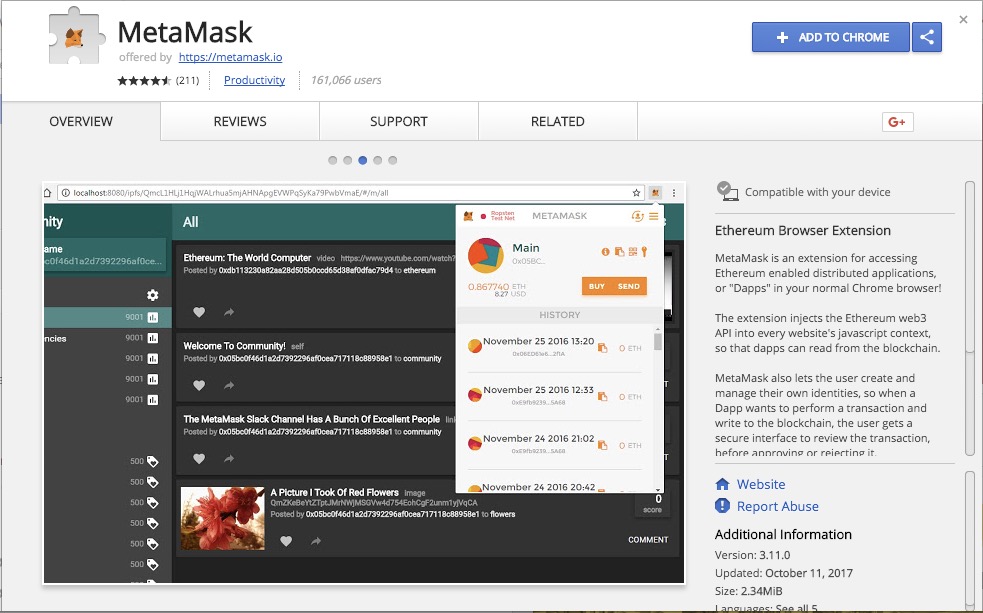 MetaMask
offered by https://metamask.io
(211) Productivity 161,066 users
ADD TO CHROME
OVERVIEW REVIEWS SUPPORT RELATED
G+
localhost:8080/ipfs/
nity
ame
c0f46d1a2d7392296af0ce...
9001
encies 9001
9001
9001
9001
500
500
500
500
500
500
All
Ethereum: The World Computer video https://www.youtube.com/watch?
Posted by 0xdb113230a82aa28d505b0ccd65d38af0dfac79d4 to ethereum
Welcome To Community! self
Posted by 0x05bc0f46d1a2d7392296af0cea717118c88958e1 to community
The MetaMask Slack Channel Has A Bunch Of Excellent People link
Posted by 0x05bc0f46d1a2d7392296af0cea717118c88958e1 to community
A Picture I Took Of Red Flowers image
Posted by 0x05bc0f46d1a2d7392296af0cea717118c88958e1 to flowers
0
score
COMMENT
Ropsten
Test Net
METAMASK
Main
0x05BC...
0.867740 ETH
8.27 USD
BUY SEND
HISTORY
November 25 2016 13:20
0 ETH
November 25 2016 12:33
0xE9fb9239...5A68
0 ETH
November 24 2016 21:02
0xE9fb9239...5A68
0 ETH
November 24 2016 20:42
Compatible with your device
Ethereum Browser Extension
MetaMask is an extension for accessing
Ethereum enabled distributed applications,
or "Dapps" in your normal Chrome browser!
The extension injects the Ethereum web3
API into every website's javascript context,
so that dapps can read from the blockchain.
MetaMask also lets the user create and
manage their own identities, so when a
Dapp wants to perform a transaction and
write to the blockchain, the user gets a
secure interface to review the transaction,
before approving or rejecting it.
Website
Report Abuse
Additional Information
Version: 3.11.0
Updated: October 11, 2017
Size: 2.34MiB
Languages: See all 5